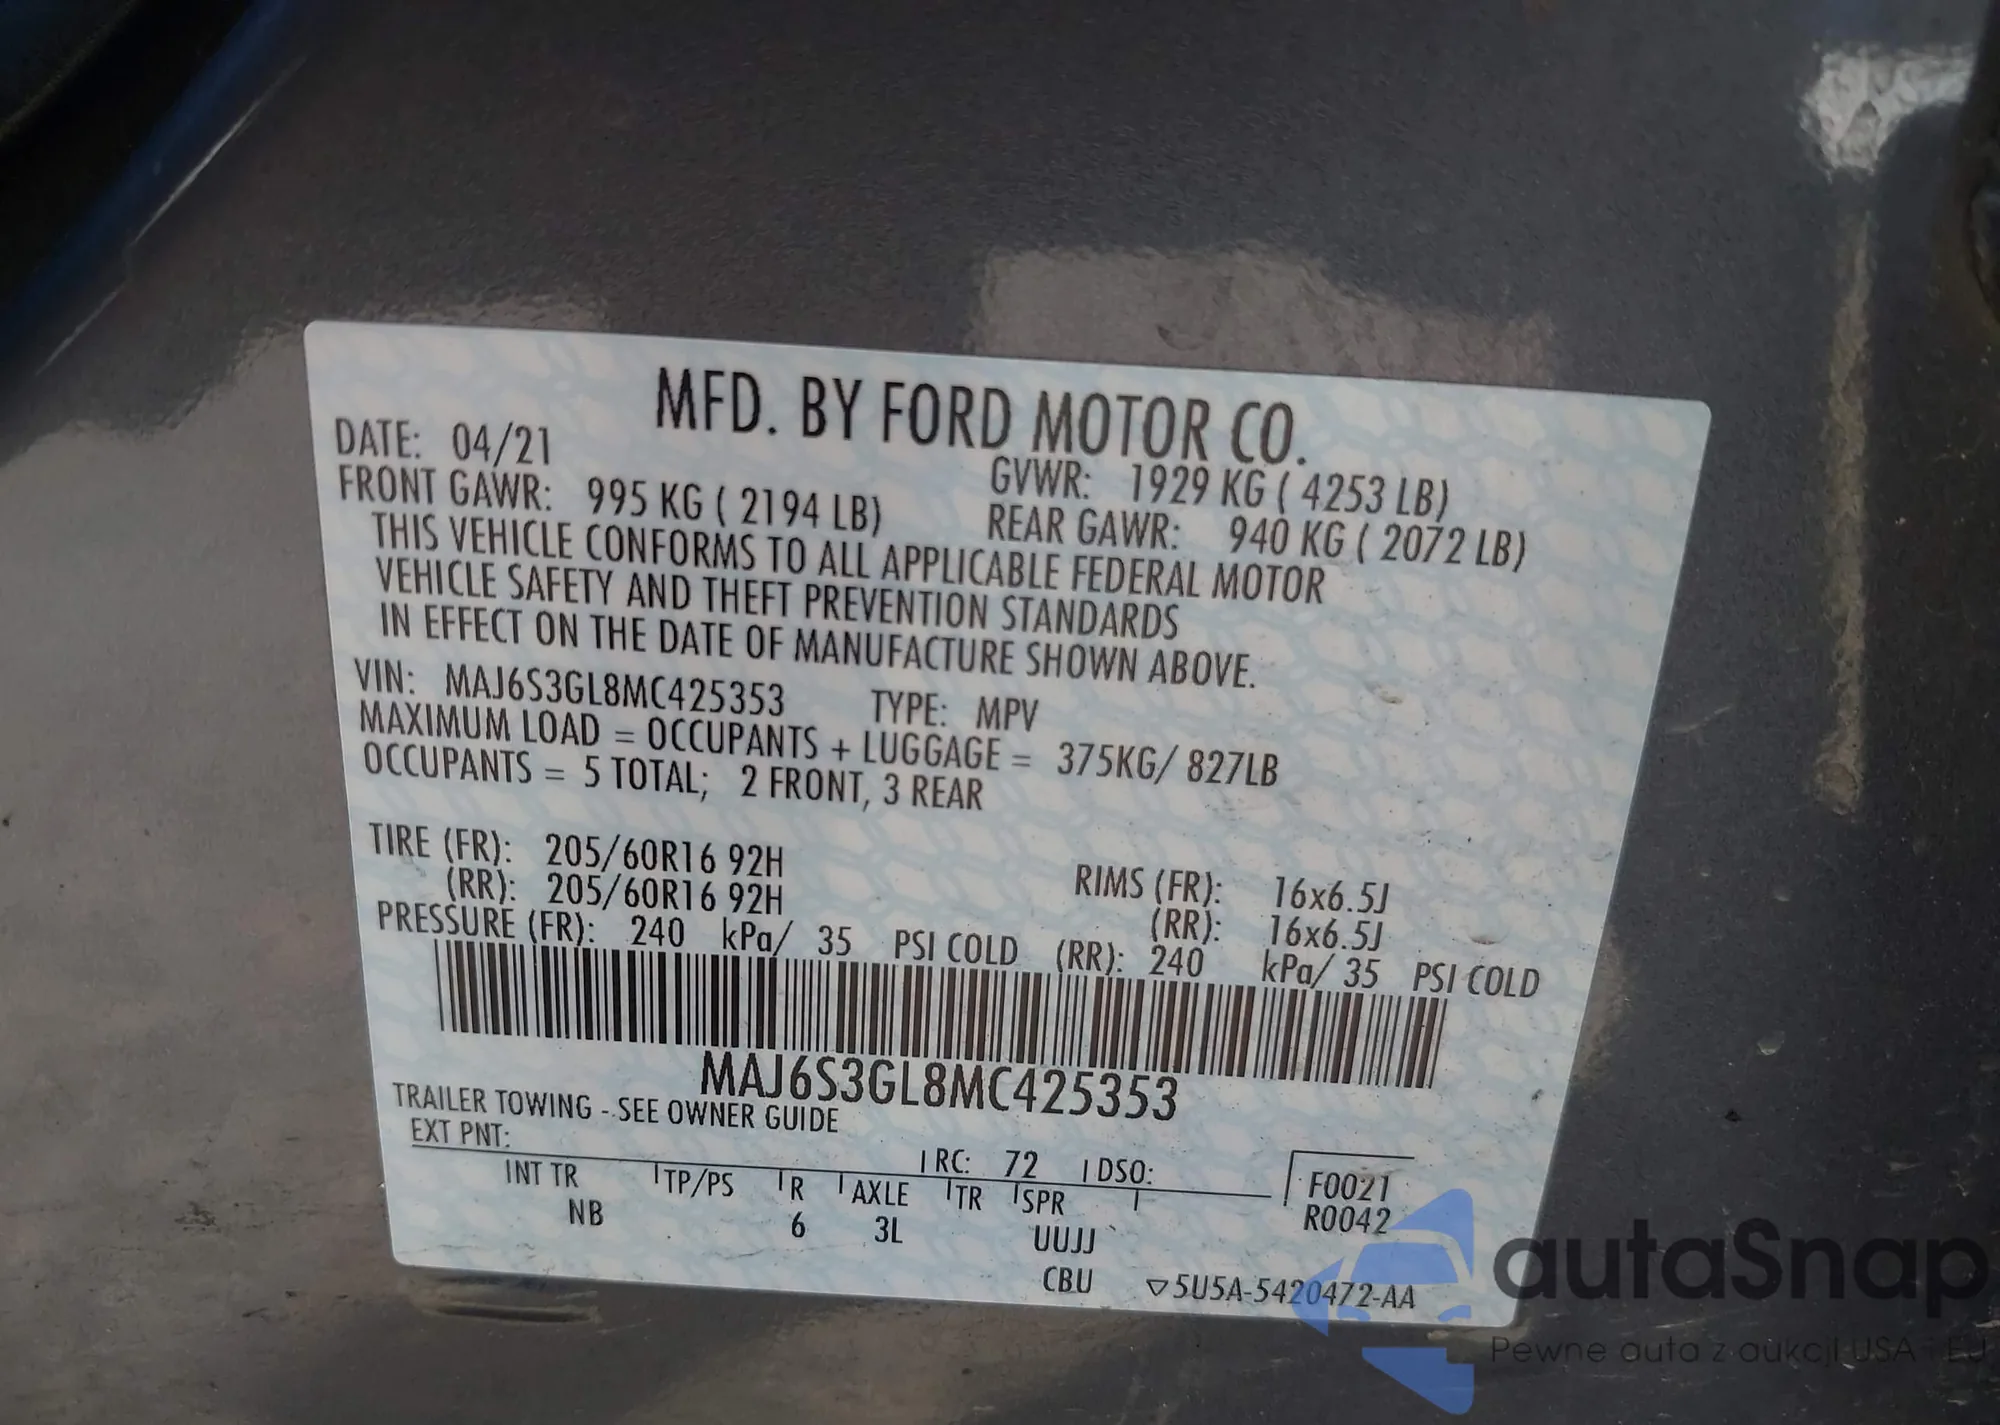 MFD. BY FORD MOTOR CO.
DATE: 04/21 GVWR: 1929 KG ( 4253 LB)
FRONT GAWR: 995 KG ( 2194 LB) REAR GAWR: 940 KG ( 2072 LB)
THIS VEHICLE CONFORMS TO ALL APPLICABLE FEDERAL MOTOR
VEHICLE SAFETY AND THEFT PREVENTION STANDARDS
IN EFFECT ON THE DATE OF MANUFACTURE SHOWN ABOVE.
VIN: MAJ6S3GL8MC425353 TYPE: MPV
MAXIMUM LOAD = OCCUPANTS + LUGGAGE = 375KG/ 827LB
OCCUPANTS = 5 TOTAL; 2 FRONT, 3 REAR
TIRE (FR): 205/60R16 92H RIMS (FR): 16x6.5J
(RR): 205/60R16 92H (RR): 16x6.5J
PRESSURE (FR): 240 kPa/ 35 PSI COLD (RR): 240 kPa/ 35 PSI COLD
MAJ6S3GL8MC425353
TRAILER TOWING - SEE OWNER GUIDE
EXT PNT: RC: 72 DSO: F0021
INT TR TP/PS R AXLE TR SPR R0042
NB 6 3L UUJJ
CBU 5U5A-5420472-AA
autaSnap
Pewne auta z aukcji USA i EU